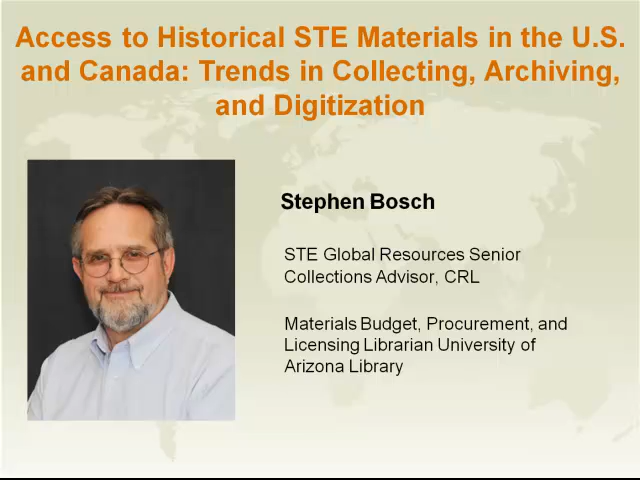 Access to Historical STE Materials in the U.S.
and Canada: Trends in Collecting, Archiving,
and Digitization
Stephen Bosch
STE Global Resources Senior
Collections Advisor, CRL
Materials Budget, Procurement, and
Licensing Librarian University of
Arizona Library